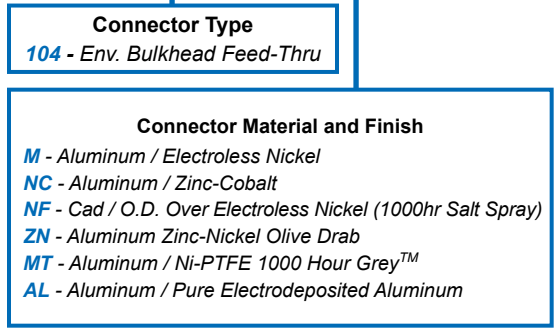 Connector Type
104 - Env. Bulkhead Feed-Thru
Connector Material and Finish
M - Aluminum / Electroless Nickel
NC - Aluminum / Zinc-Cobalt
NF - Cad / O.D. Over Electroless Nickel (1000hr Salt Spray)
ZN - Aluminum Zinc-Nickel Olive Drab
MT - Aluminum / Ni-PTFE 1000 Hour Grey™
AL - Aluminum / Pure Electrodeposited Aluminum